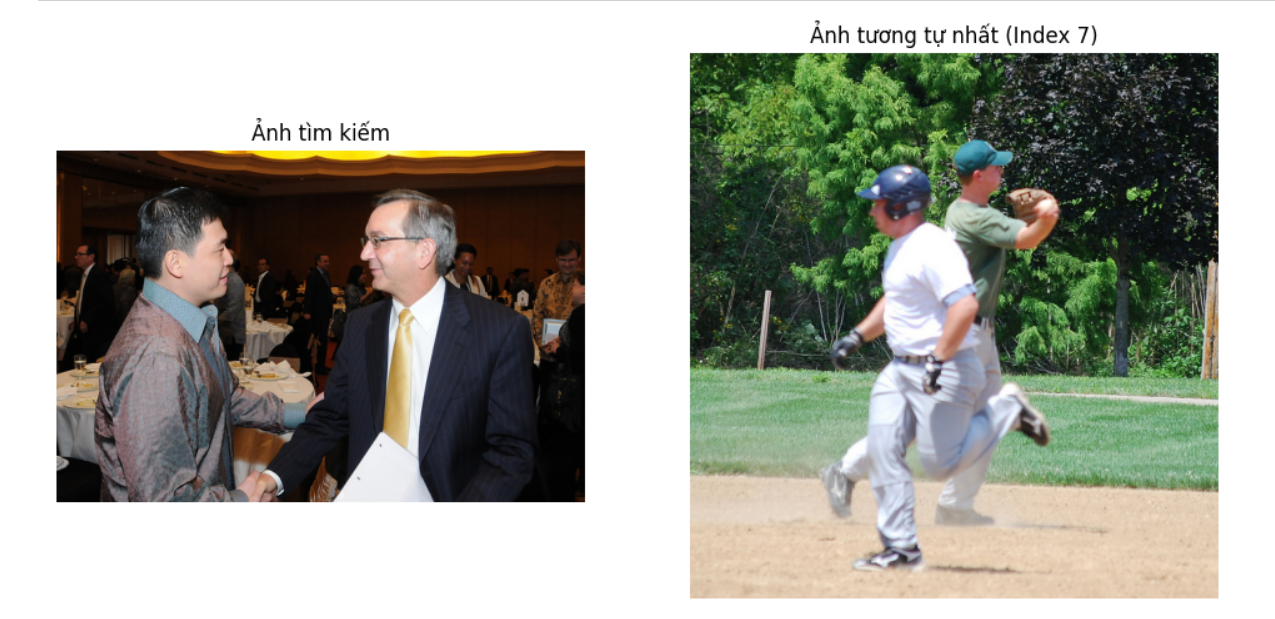 Ảnh tìm kiếm
Ảnh tương tự nhất (Index 7)